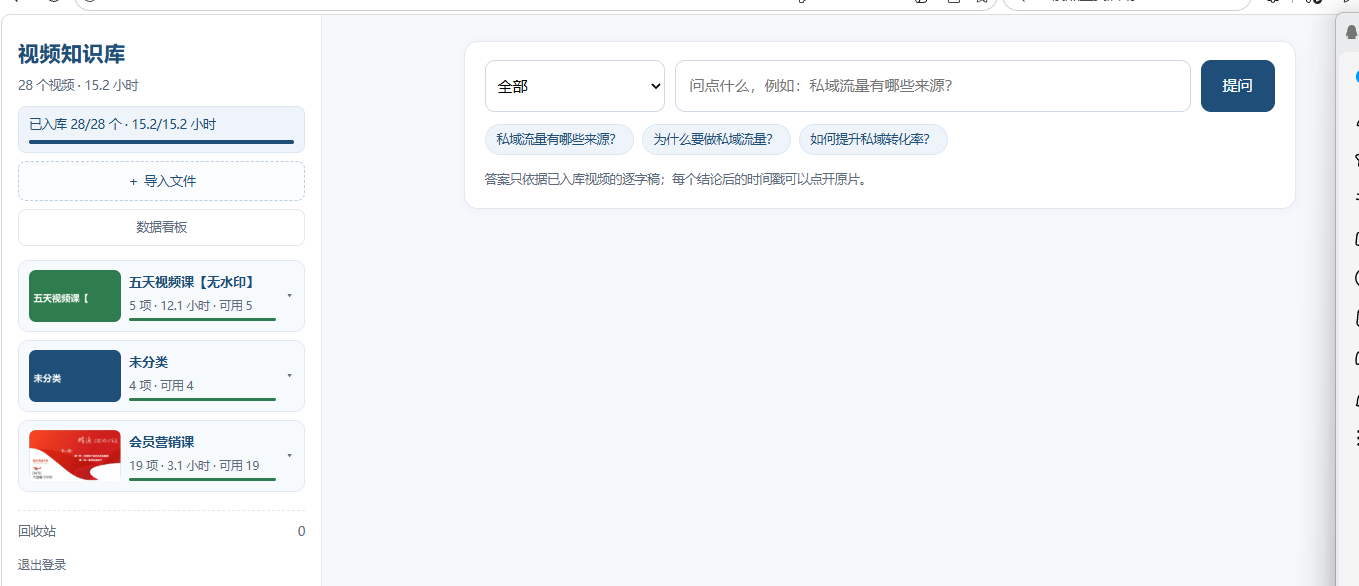 视频知识库
28 个视频 · 15.2 小时
已入库 28/28 个 · 15.2/15.2 小时
+ 导入文件
数据看板
五天视频课【
五天视频课【无水印】
5 项 · 12.1 小时 · 可用 5
未分类
未分类
4 项 · 可用 4
会员营销课
19 项 · 3.1 小时 · 可用 19
回收站 0
退出登录
全部
问点什么，例如：私域流量有哪些来源？
提问
私域流量有哪些来源？
为什么要做私域流量？
如何提升私域转化率？
答案只依据已入库视频的逐字稿；每个结论后的时间戳可以点开原片。